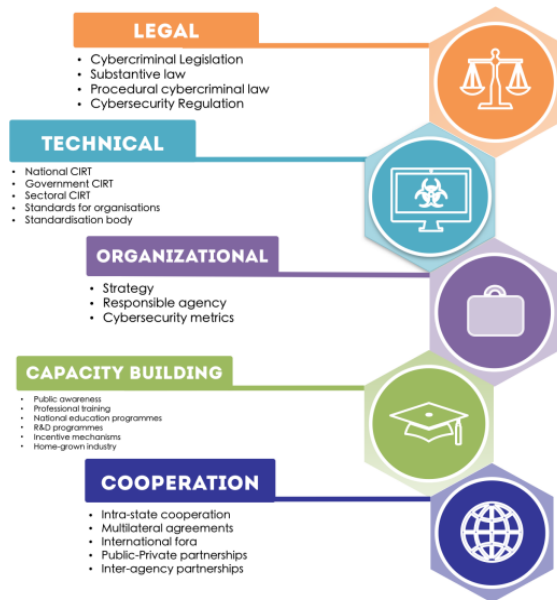 LEGAL
• Cybercriminal Legislation
• Substantive law
• Procedural cybercriminal law
• Cybersecurity Regulation
TECHNICAL
• National CIRT
• Government CIRT
• Sectoral CIRT
• Standards for organisations
• Standardisation body
ORGANIZATIONAL
• Strategy
• Responsible agency
• Cybersecurity metrics
CAPACITY BUILDING
• Public awareness
• Professional training
• National education programmes
• R&D programmes
• Incentive mechanisms
• Home-grown industry
COOPERATION
• Intra-state cooperation
• Multilateral agreements
• International fora
• Public-Private partnerships
• Inter-agency partnerships